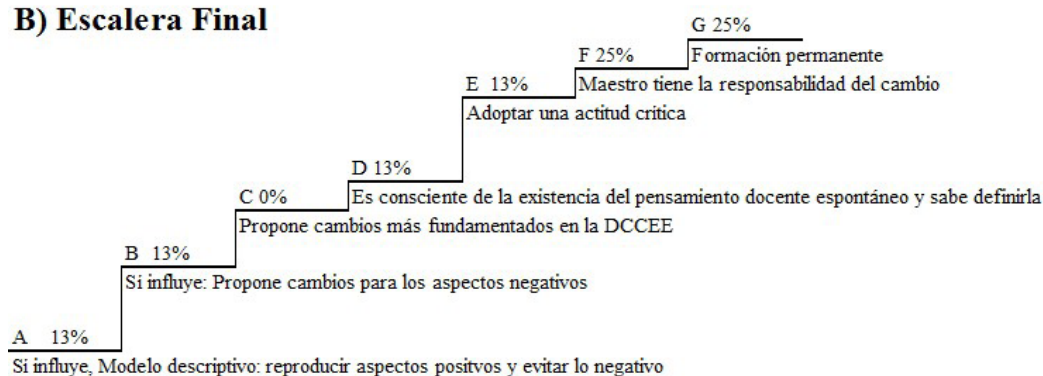 B) Escalera Final
G 25%
Formación permanente
F 25%
Maestro tiene la responsabilidad del cambio
E 13%
Adoptar una actitud crítica
D 13%
Es consciente de la existencia del pensamiento docente espontáneo y sabe definirla
C 0%
Propone cambios más fundamentados en la DCCEE
B 13%
Si influye: Propone cambios para los aspectos negativos
A 13%
Si influye, Modelo descriptivo: reproducir aspectos positvos y evitar lo negativo